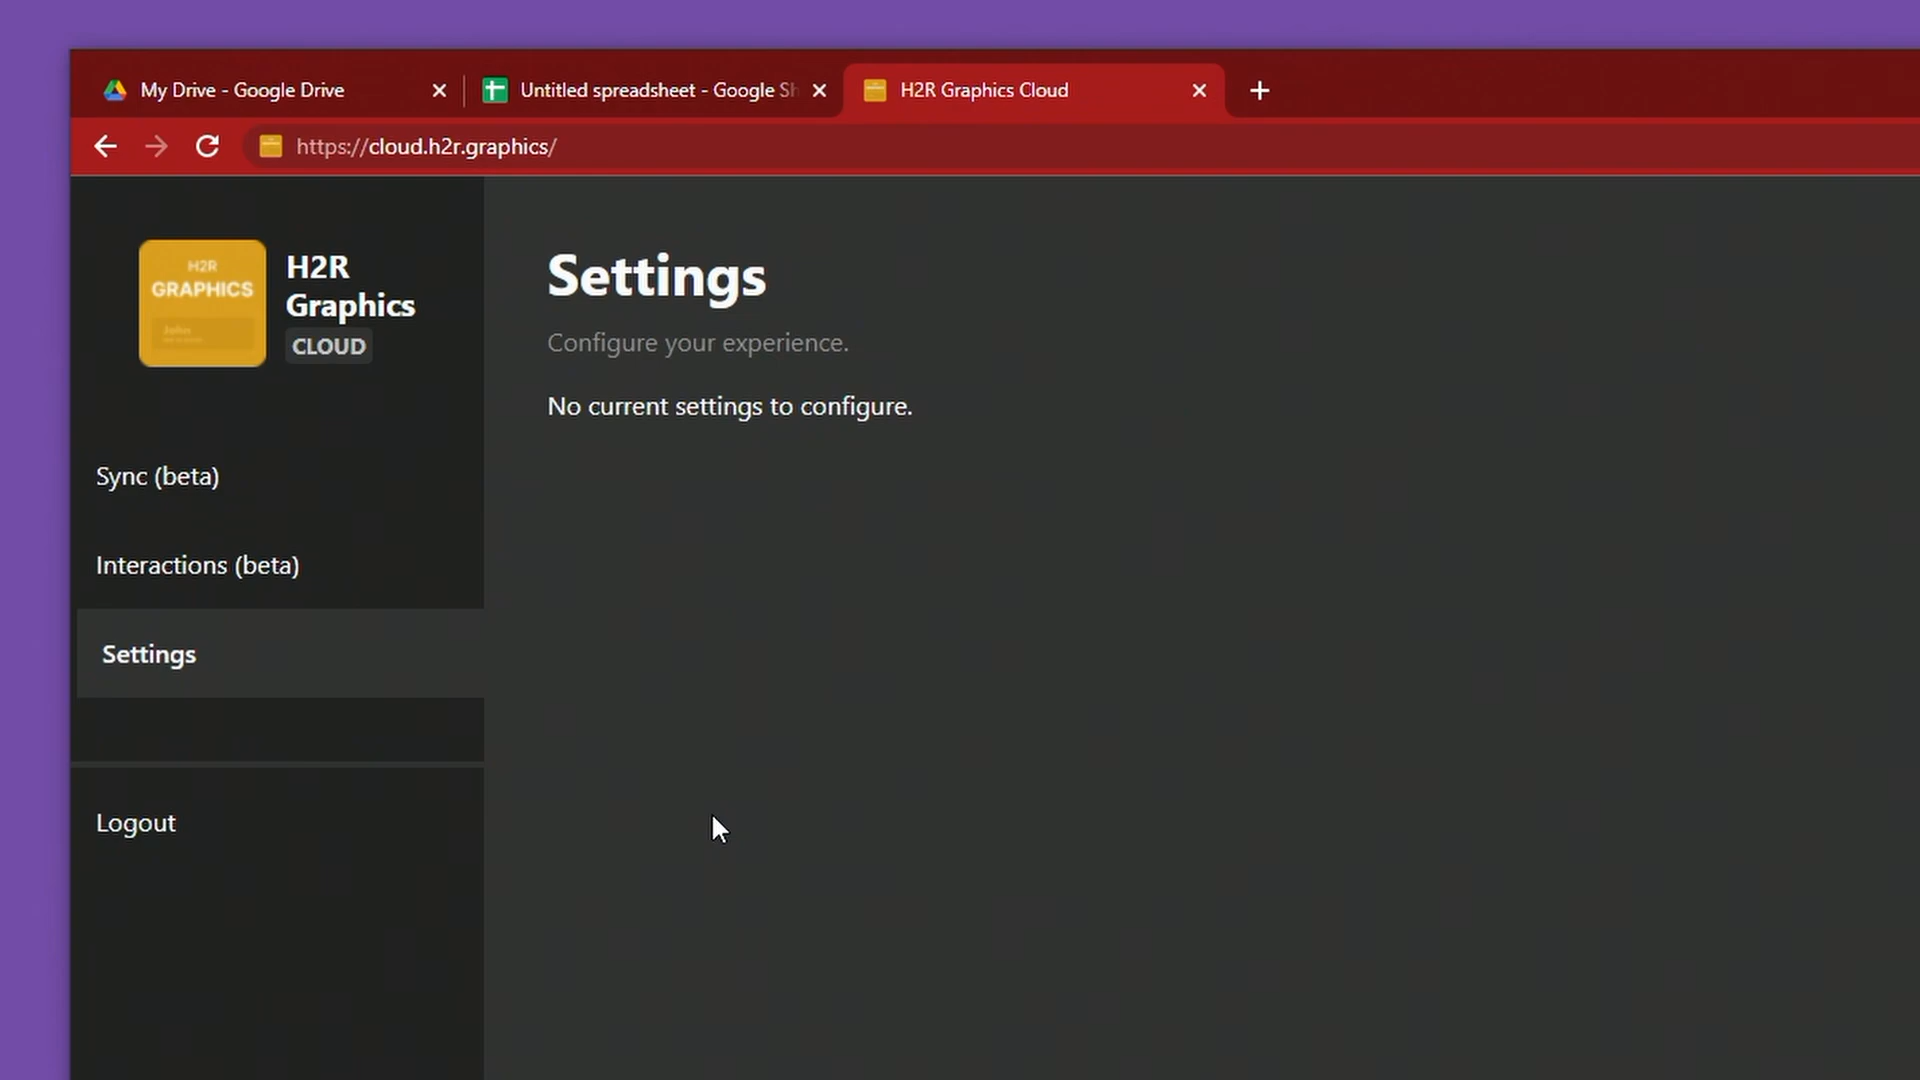 My Drive - Google Drive
Untitled spreadsheet - Google Sh
H2R Graphics Cloud
https://cloud.h2r.graphics/
H2R
GRAPHICS
John
H2R
Graphics
CLOUD
Settings
Configure your experience.
No current settings to configure.
Sync (beta)
Interactions (beta)
Settings
Logout